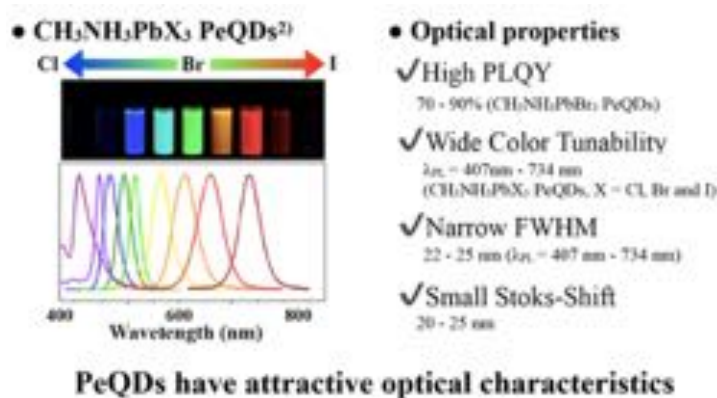 ● CH₃NH₃PbX₃ PeQDs²⁾
Cl Br I
400 600 800
Wavelength (nm)
● Optical properties
✓High PLQY
70 - 90% (CH₃NH₃PbBr₃ PeQDs)
✓Wide Color Tunability
λPL = 407nm - 734 nm
(CH₃NH₃PbX₃ PeQDs, X = Cl, Br and I)
✓Narrow FWHM
22 - 25 nm (λPL = 407 nm - 734 nm)
✓Small Stoks-Shift
20 - 25 nm
PeQDs have attractive optical characteristics